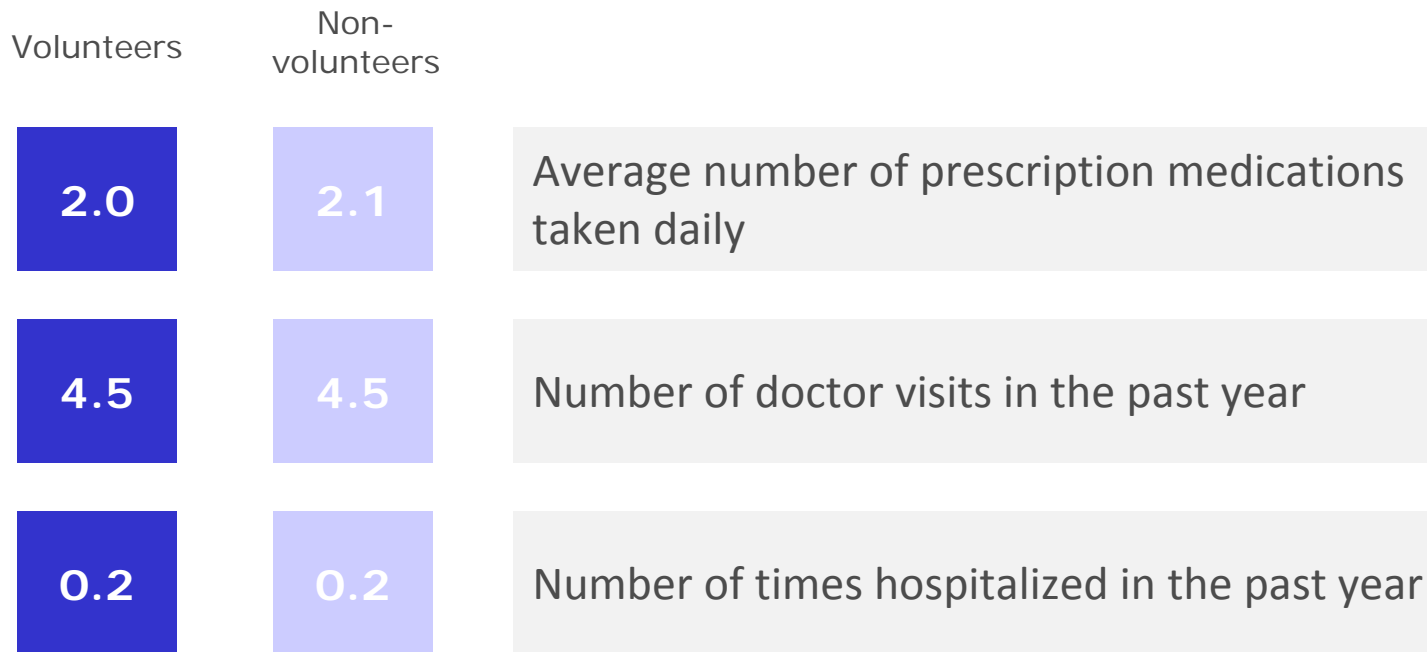 Volunteers
Non-
volunteers
2.0
2.1
Average number of prescription medications
taken daily
4.5
4.5
Number of doctor visits in the past year
0.2
0.2
Number of times hospitalized in the past year